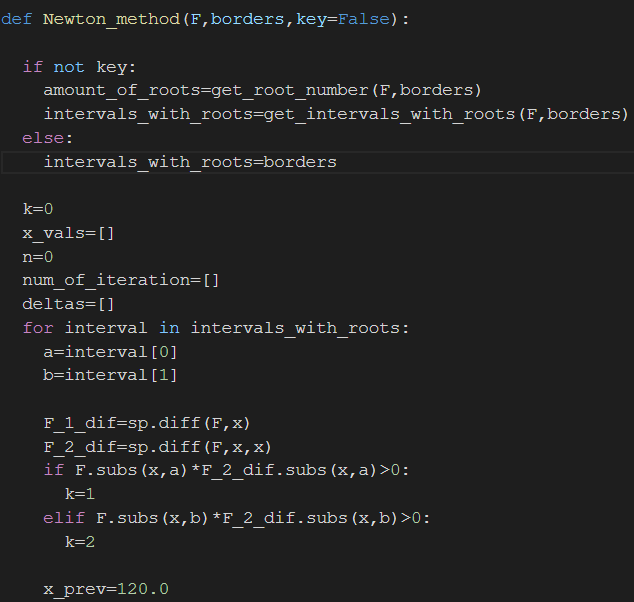 def Newton_method(F,borders,key=False):
if not key:
amount_of_roots=get_root_number(F,borders)
intervals_with_roots=get_intervals_with_roots(F,borders)
else:
intervals_with_roots=borders
k=0
x_vals=[]
n=0
num_of_iteration=[]
deltas=[]
for interval in intervals_with_roots:
a=interval[0]
b=interval[1]
F_1_dif=sp.diff(F,x)
F_2_dif=sp.diff(F,x,x)
if F.subs(x,a)*F_2_dif.subs(x,a)>0:
k=1
elif F.subs(x,b)*F_2_dif.subs(x,b)>0:
k=2
x_prev=120.0